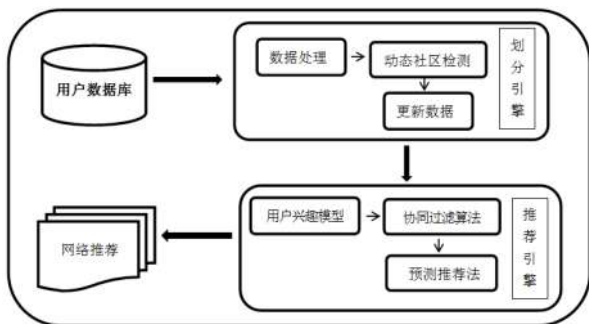 数据处理
动态社区检测
更新数据
划分引擎
用户数据库
用户兴趣模型
协同过滤算法
预测推荐法
推荐引擎
网络推荐